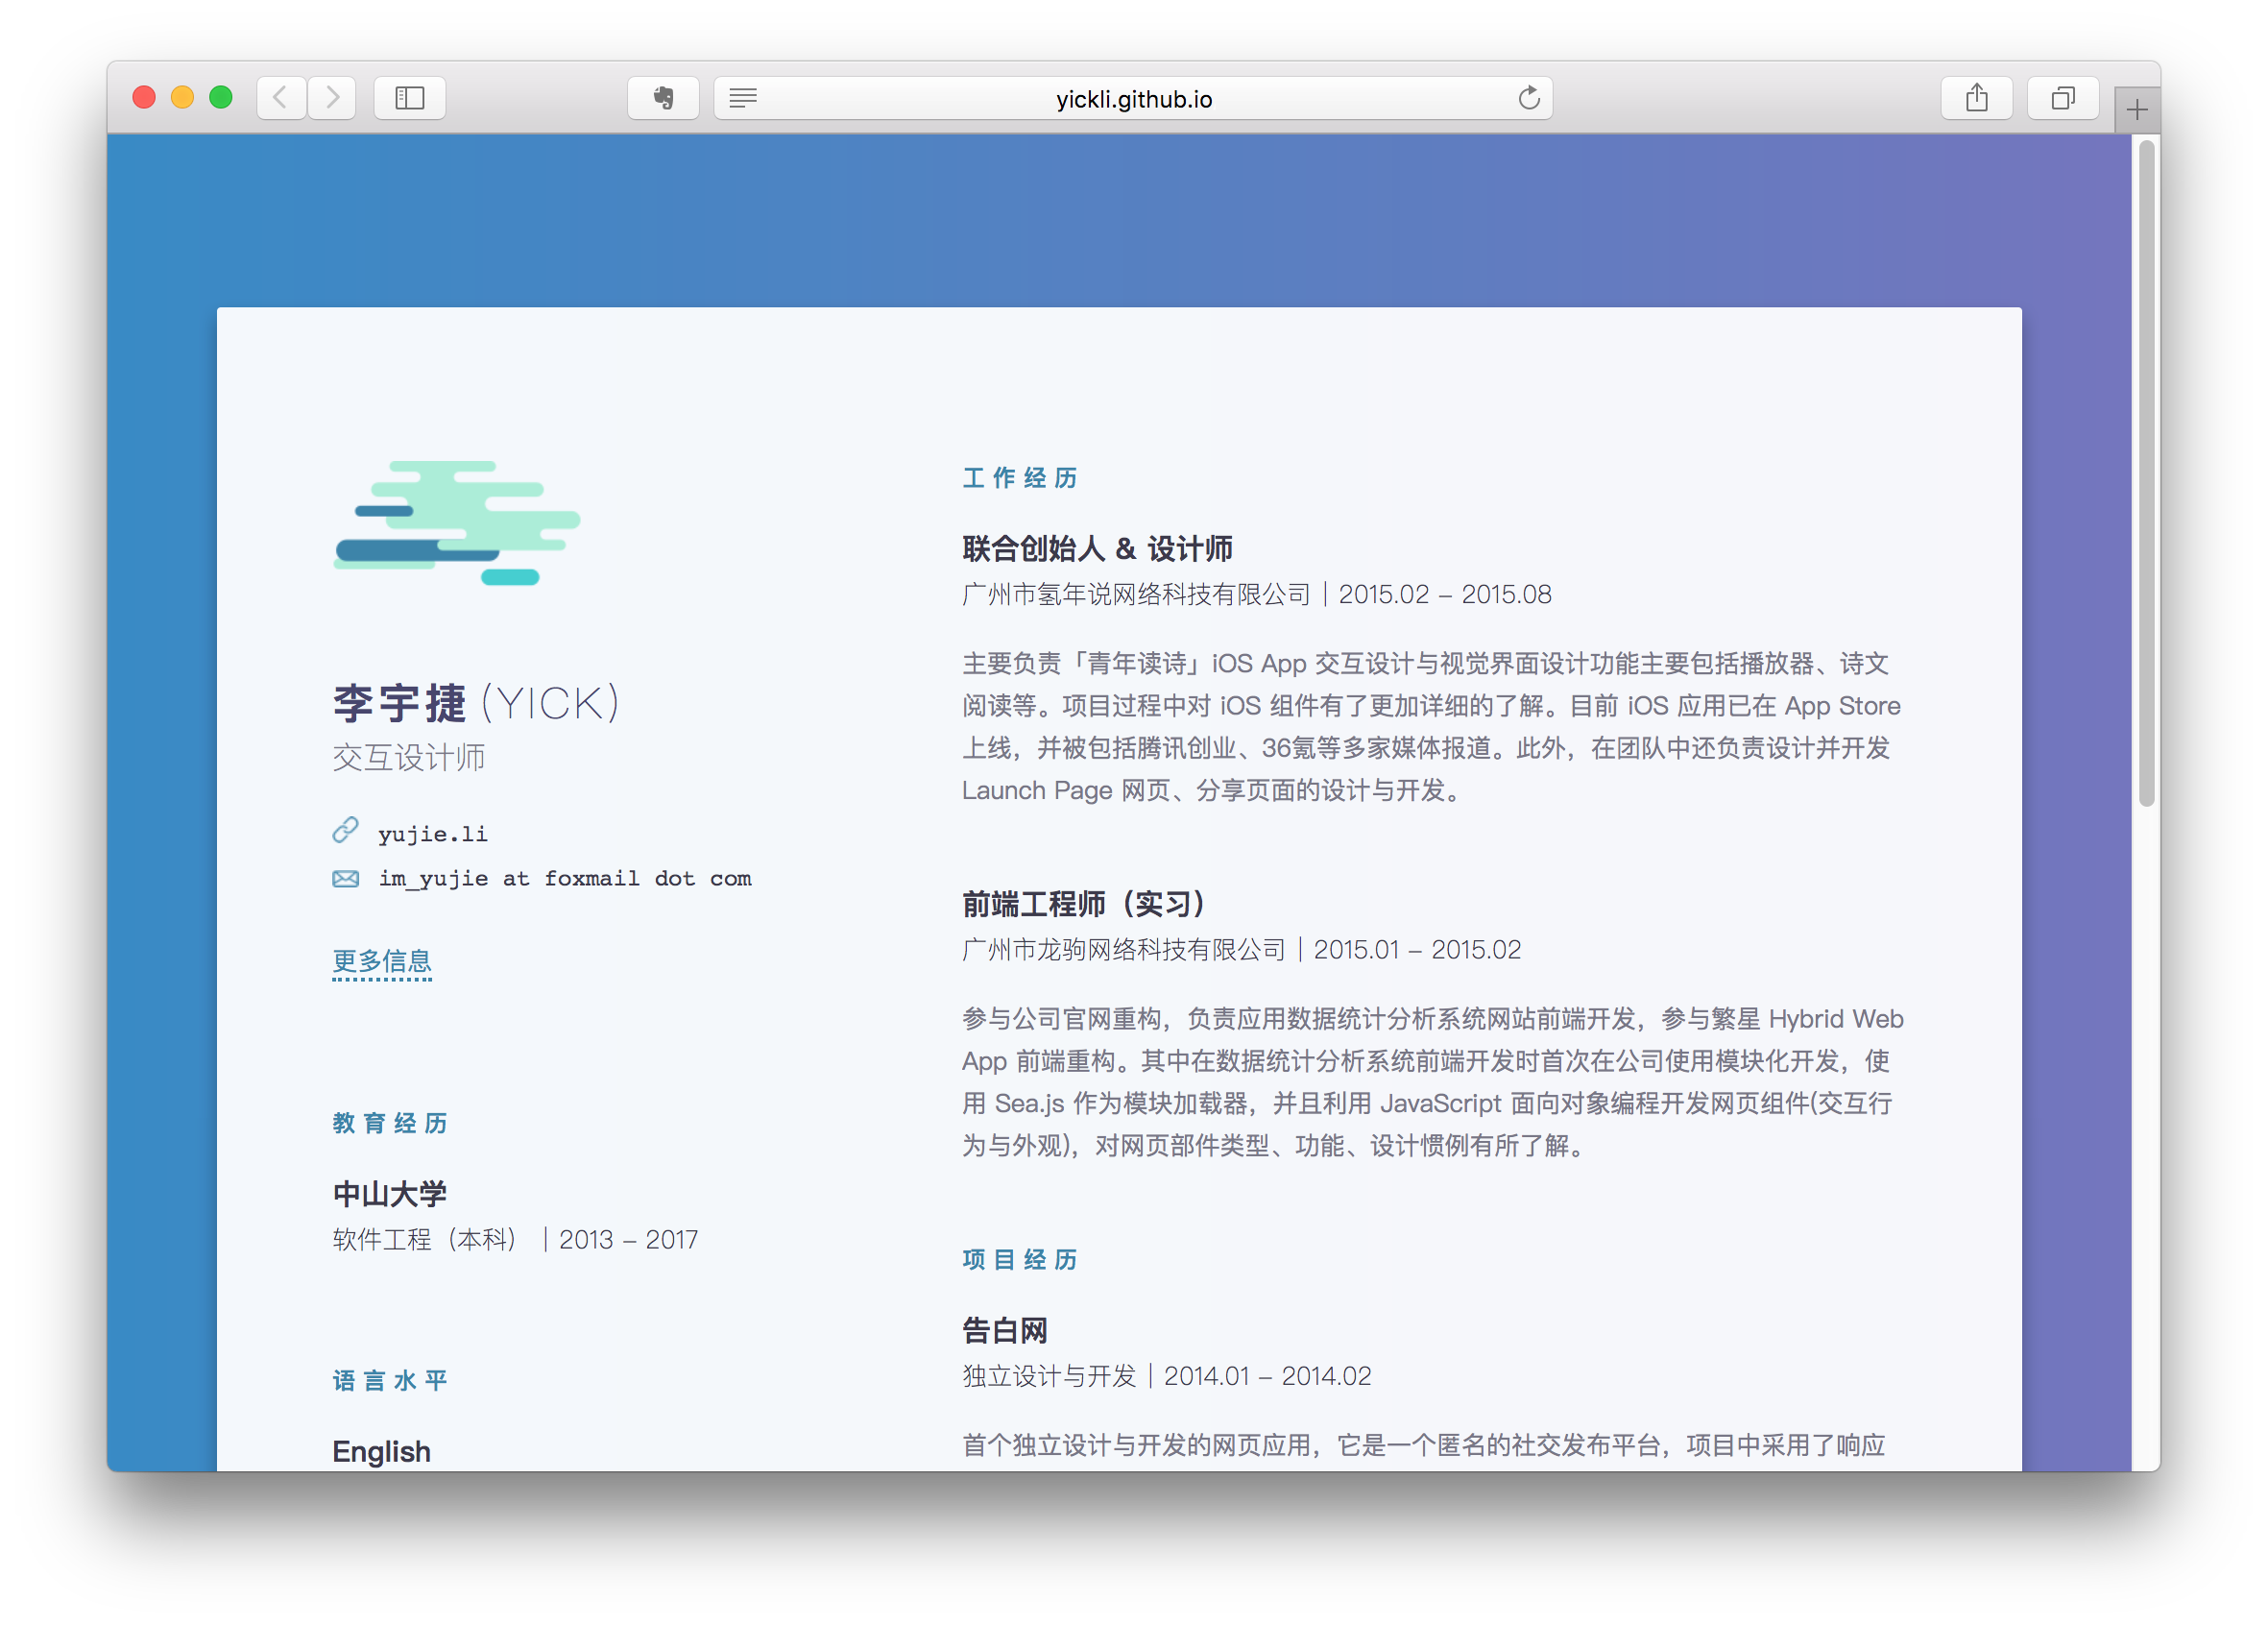 yickli.github.io
李宇捷 (YICK)
交互设计师
yujie.li
im_yujie at foxmail dot com
更多信息
教育经历
中山大学
软件工程（本科） | 2013 – 2017
语言水平
English
工作经历
联合创始人 & 设计师
广州市氢年说网络科技有限公司 | 2015.02 – 2015.08
主要负责「青年读诗」iOS App 交互设计与视觉界面设计功能主要包括播放器、诗文
阅读等。项目过程中对 iOS 组件有了更加详细的了解。目前 iOS 应用已在 App Store
上线，并被包括腾讯创业、36氪等多家媒体报道。此外，在团队中还负责设计并开发
Launch Page 网页、分享页面的设计与开发。
前端工程师（实习）
广州市龙驹网络科技有限公司 | 2015.01 – 2015.02
参与公司官网重构，负责应用数据统计分析系统网站前端开发，参与繁星 Hybrid Web
App 前端重构。其中在数据统计分析系统前端开发时首次在公司使用模块化开发，使
用 Sea.js 作为模块加载器，并且利用 JavaScript 面向对象编程开发网页组件(交互行
为与外观)，对网页部件类型、功能、设计惯例有所了解。
项目经历
告白网
独立设计与开发 | 2014.01 – 2014.02
首个独立设计与开发的网页应用，它是一个匿名的社交发布平台，项目中采用了响应